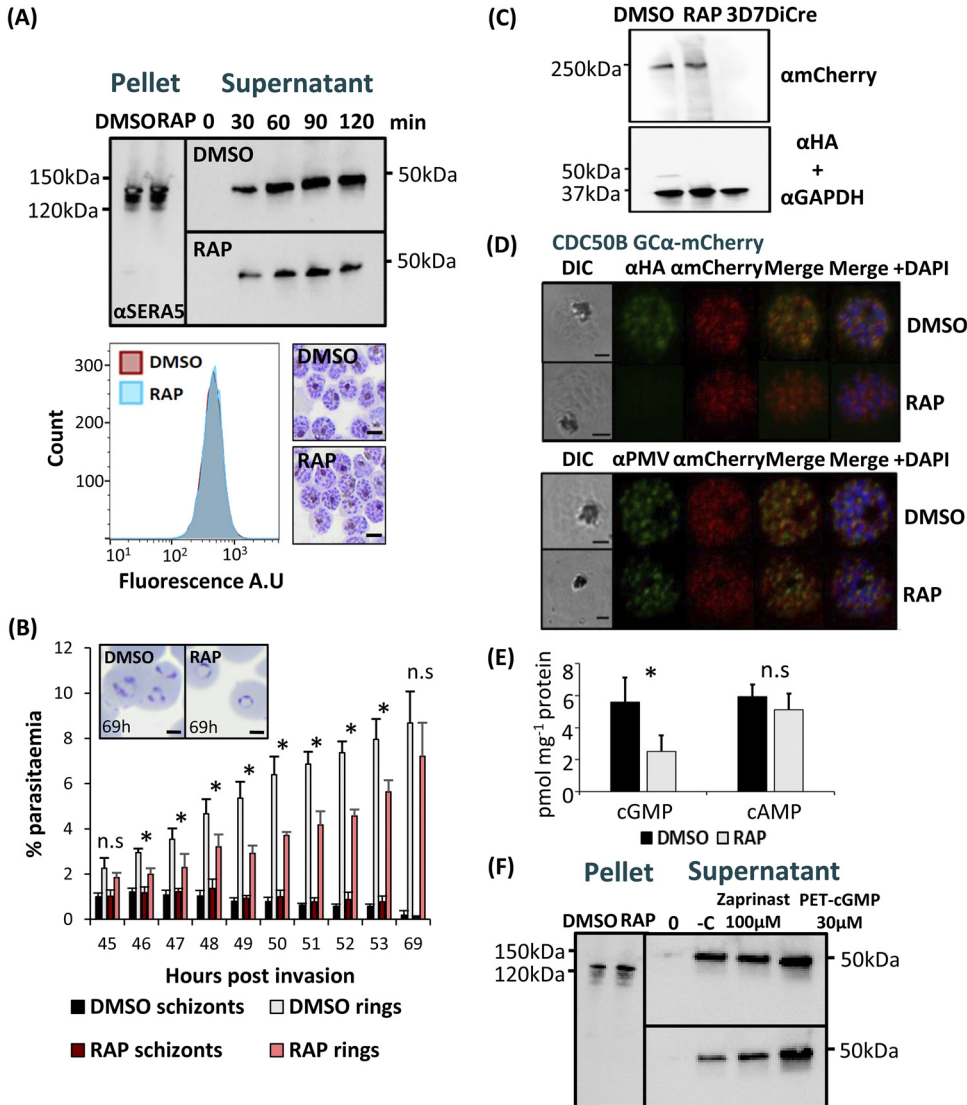 (A)
Pellet Supernatant
DMSO RAP 0 30 60 90 120 min
150kDa
120kDa
αSERA5
DMSO
50kDa
RAP
50kDa
DMSO
RAP
300
200
100
Count
10¹ 10² 10³
Fluorescence A.U
DMSO
RAP
(B)
12
10
8
6
4
2
0
% parasitaemia
DMSO
69h
RAP
69h
n.s * * * * * * * * n.s
45 46 47 48 49 50 51 52 53 69
Hours post invasion
DMSO schizonts DMSO rings
RAP schizonts RAP rings
(C)
DMSO RAP 3D7DiCre
250kDa
αmCherry
50kDa
37kDa
αHA
+
αGAPDH
(D)
CDC50B GCα-mCherry
DIC αHA αmCherry Merge Merge +DAPI
DMSO
RAP
DIC αPMV αmCherry Merge Merge +DAPI
DMSO
RAP
(E)
8
6
4
2
0
pmol mg⁻¹ protein
* n.s
cGMP cAMP
DMSO RAP
(F)
Pellet Supernatant
Zaprinast PET-cGMP
DMSO RAP 0 -C 100μM 30μM
150kDa
120kDa
50kDa
50kDa